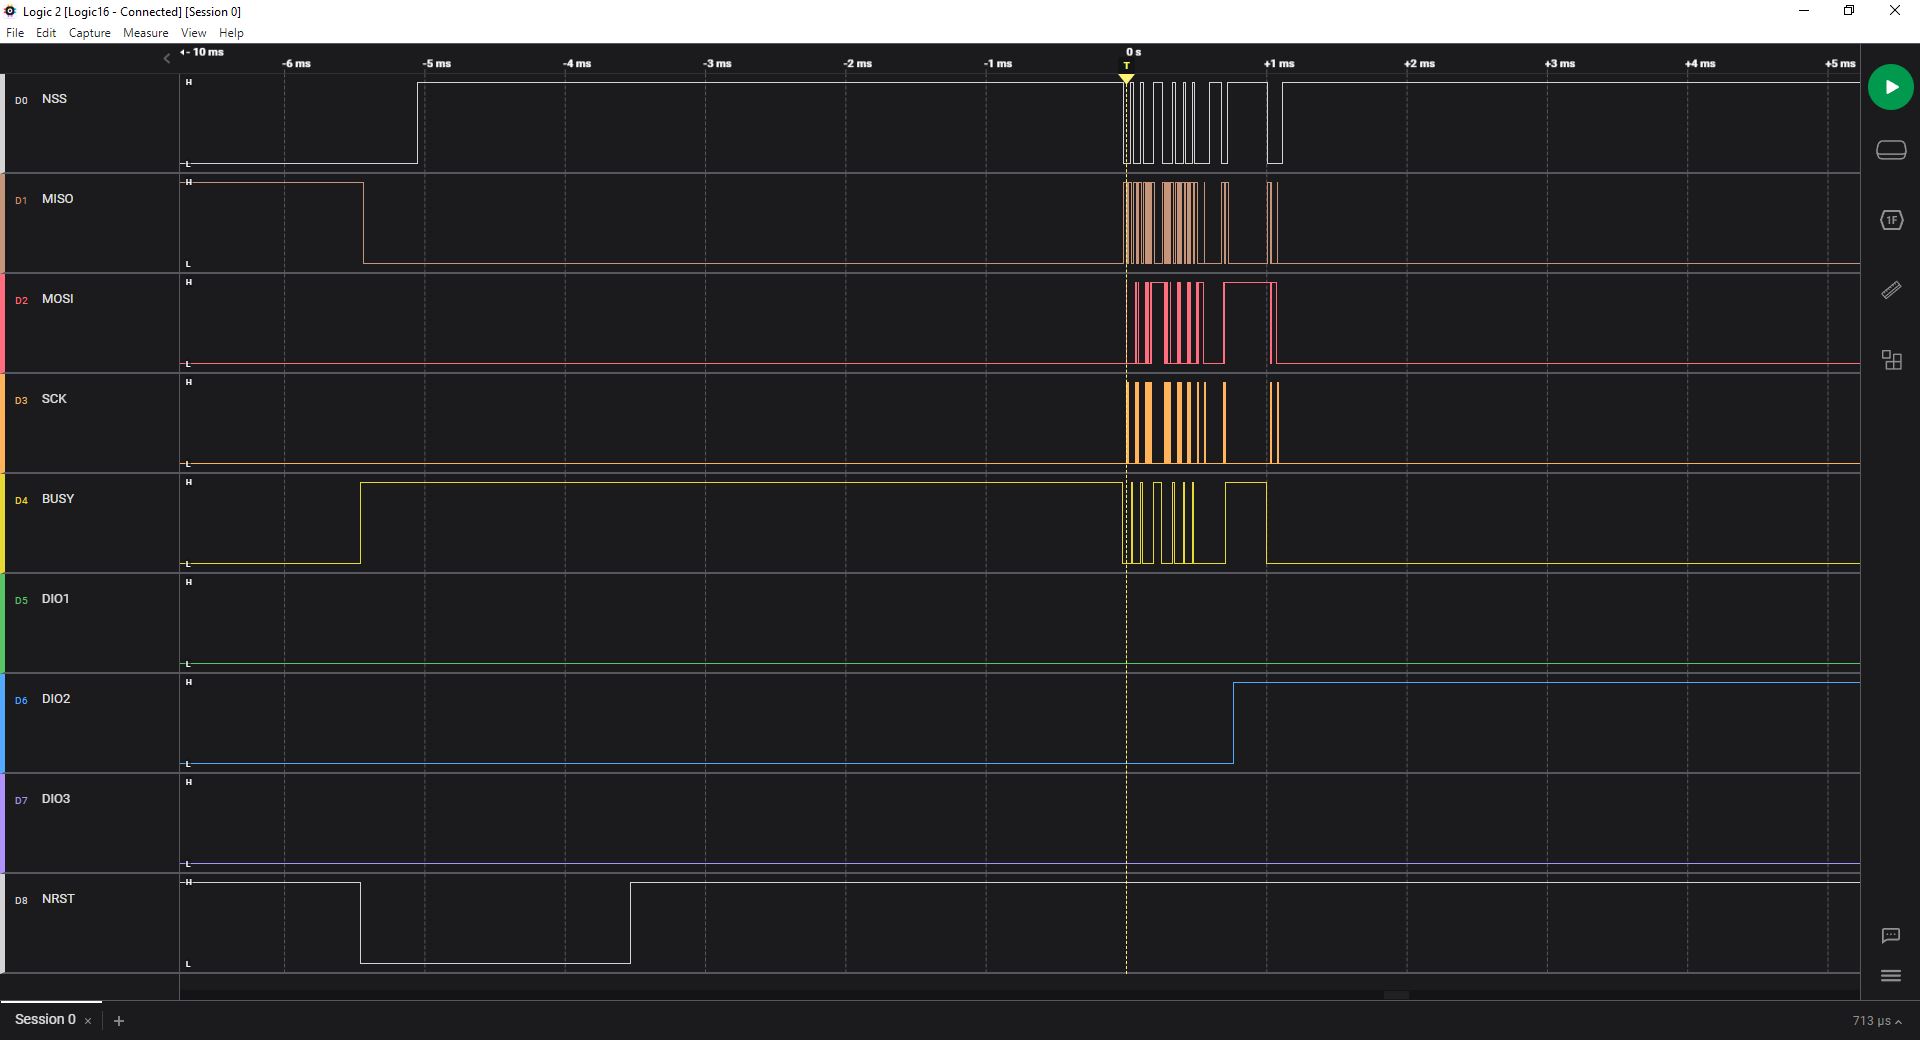 Logic 2 [Logic16 - Connected] [Session 0]
File Edit Capture Measure View Help
- 10 ms 0 s
-6 ms -5 ms -4 ms -3 ms -2 ms -1 ms T +1 ms +2 ms +3 ms +4 ms +5 ms
H
D0 NSS
L
H
D1 MISO
L
H
D2 MOSI
L
H
D3 SCK
L
H
D4 BUSY
L
H
D5 DIO1
L
H
D6 DIO2
L
H
D7 DIO3
L
H
D8 NRST
L
1F
Session 0 × +
713 µs